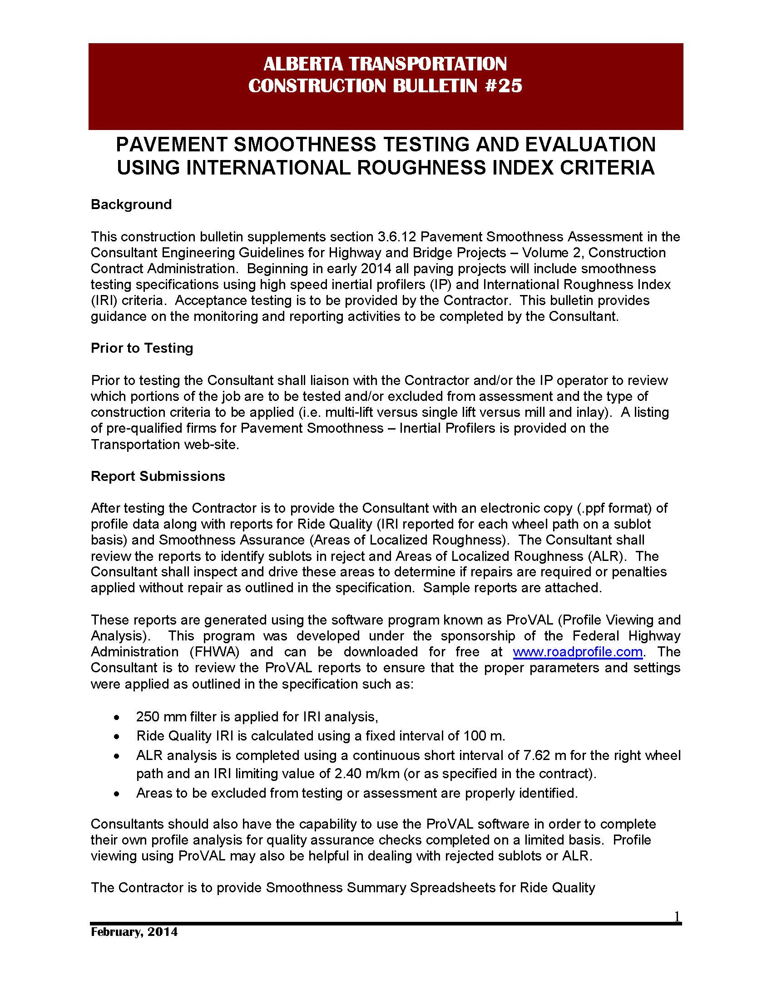 ALBERTA TRANSPORTATION
CONSTRUCTION BULLETIN #25
PAVEMENT SMOOTHNESS TESTING AND EVALUATION
USING INTERNATIONAL ROUGHNESS INDEX CRITERIA
Background
This construction bulletin supplements section 3.6.12 Pavement Smoothness Assessment in the
Consultant Engineering Guidelines for Highway and Bridge Projects – Volume 2, Construction
Contract Administration.  Beginning in early 2014 all paving projects will include smoothness
testing specifications using high speed inertial profilers (IP) and International Roughness Index
(IRI) criteria.  Acceptance testing is to be provided by the Contractor.  This bulletin provides
guidance on the monitoring and reporting activities to be completed by the Consultant.
Prior to Testing
Prior to testing the Consultant shall liaison with the Contractor and/or the IP operator to review
which portions of the job are to be tested and/or excluded from assessment and the type of
construction criteria to be applied (i.e. multi-lift versus single lift versus mill and inlay).  A listing
of pre-qualified firms for Pavement Smoothness – Inertial Profilers is provided on the
Transportation web-site.
Report Submissions
After testing the Contractor is to provide the Consultant with an electronic copy (.ppf format) of
profile data along with reports for Ride Quality (IRI reported for each wheel path on a sublot
basis) and Smoothness Assurance (Areas of Localized Roughness).  The Consultant shall
review the reports to identify sublots in reject and Areas of Localized Roughness (ALR).  The
Consultant shall inspect and drive these areas to determine if repairs are required or penalties
applied without repair as outlined in the specification.  Sample reports are attached.
These reports are generated using the software program known as ProVAL (Profile Viewing and
Analysis).  This program was developed under the sponsorship of the Federal Highway
Administration (FHWA) and can be downloaded for free at www.roadprofile.com. The
Consultant is to review the ProVAL reports to ensure that the proper parameters and settings
were applied as outlined in the specification such as:
• 250 mm filter is applied for IRI analysis,
• Ride Quality IRI is calculated using a fixed interval of 100 m.
• ALR analysis is completed using a continuous short interval of 7.62 m for the right wheel
path and an IRI limiting value of 2.40 m/km (or as specified in the contract).
• Areas to be excluded from testing or assessment are properly identified.
Consultants should also have the capability to use the ProVAL software in order to complete
their own profile analysis for quality assurance checks completed on a limited basis.  Profile
viewing using ProVAL may also be helpful in dealing with rejected sublots or ALR.
The Contractor is to provide Smoothness Summary Spreadsheets for Ride Quality
1
February, 2014